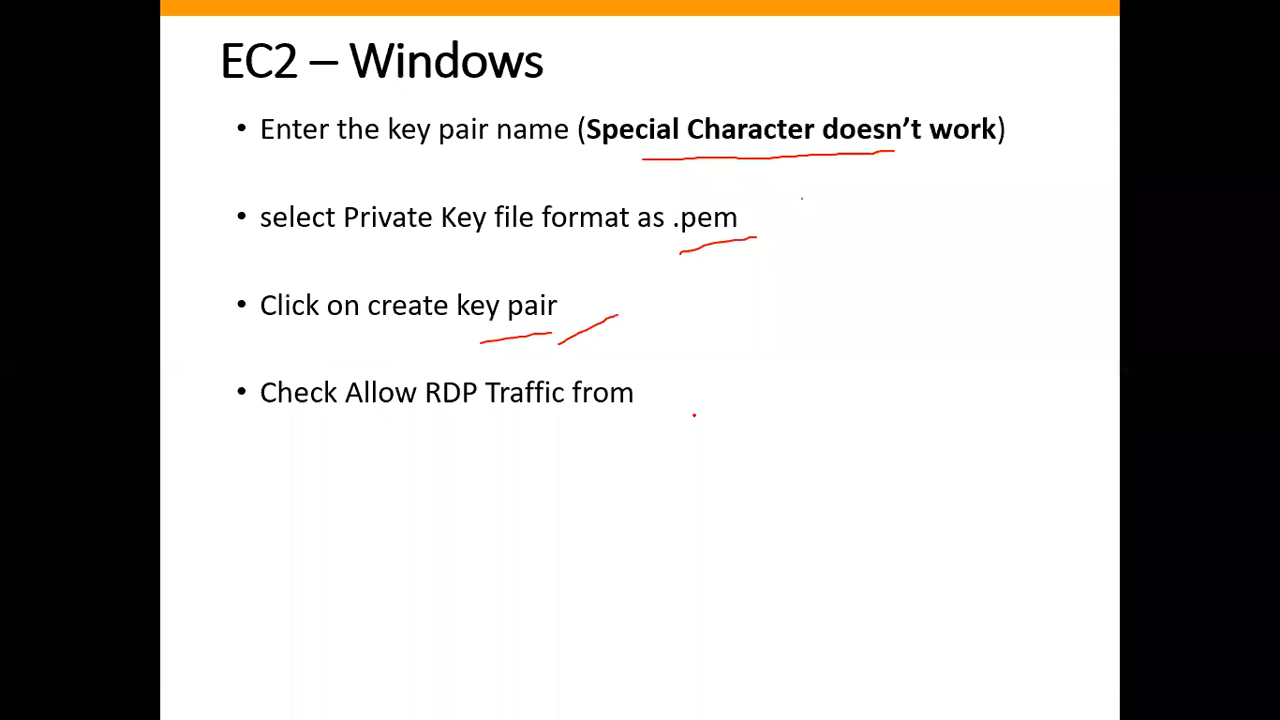 EC2 – Windows
• Enter the key pair name (Special Character doesn’t work)
• select Private Key file format as .pem
• Click on create key pair
• Check Allow RDP Traffic from